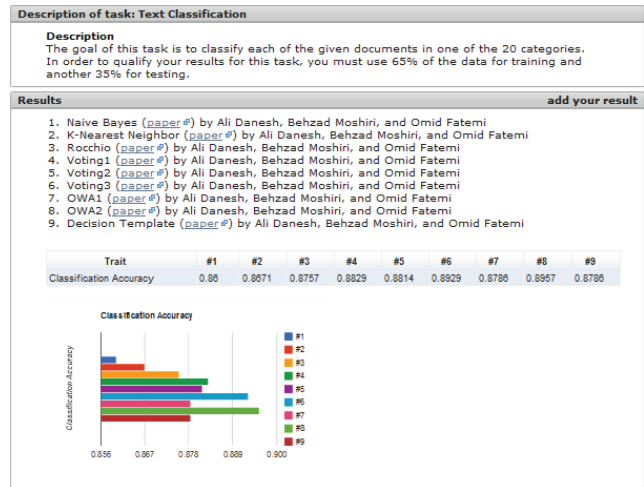 Description of task: Text Classification
Description
The goal of this task is to classify each of the given documents in one of the 20 categories.
In order to qualify your results for this task, you must use 65% of the data for training and
another 35% for testing.
Results add your result
1. Naive Bayes (paper) by Ali Danesh, Behzad Moshiri, and Omid Fatemi
2. K-Nearest Neighbor (paper) by Ali Danesh, Behzad Moshiri, and Omid Fatemi
3. Rocchio (paper) by Ali Danesh, Behzad Moshiri, and Omid Fatemi
4. Voting1 (paper) by Ali Danesh, Behzad Moshiri, and Omid Fatemi
5. Voting2 (paper) by Ali Danesh, Behzad Moshiri, and Omid Fatemi
6. Voting3 (paper) by Ali Danesh, Behzad Moshiri, and Omid Fatemi
7. OWA1 (paper) by Ali Danesh, Behzad Moshiri, and Omid Fatemi
8. OWA2 (paper) by Ali Danesh, Behzad Moshiri, and Omid Fatemi
9. Decision Template (paper) by Ali Danesh, Behzad Moshiri, and Omid Fatemi
Trait #1 #2 #3 #4 #5 #6 #7 #8 #9
Classification Accuracy 0.86 0.8671 0.8757 0.8829 0.8814 0.8929 0.8786 0.8957 0.8786
Classification Accuracy
Classification Accuracy
#1
#2
#3
#4
#5
#6
#7
#8
#9
0.856 0.867 0.878 0.889 0.900